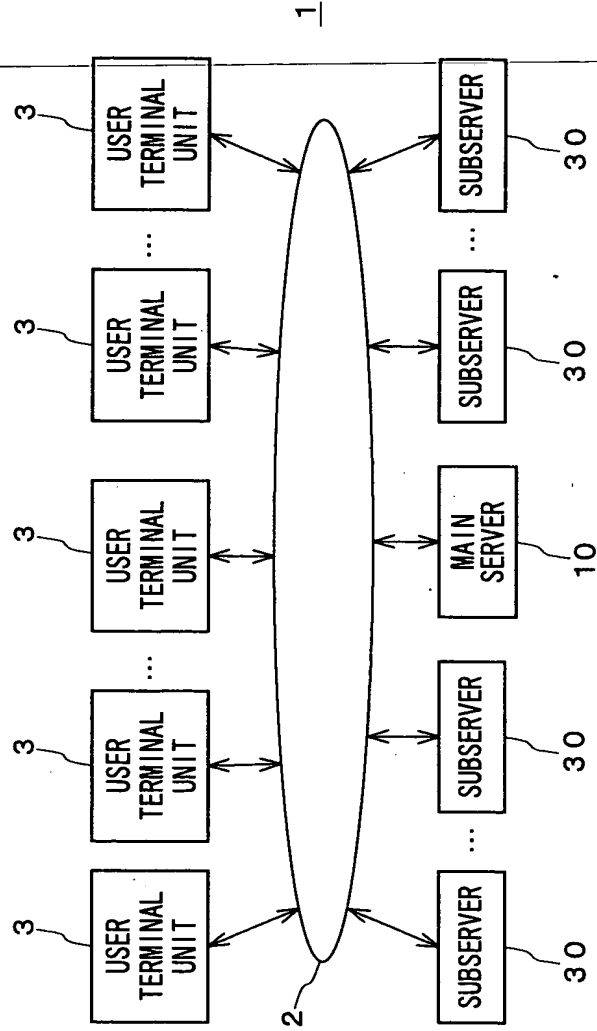 3
USER
TERMINAL
UNIT
...
3
USER
TERMINAL
UNIT
3
USER
TERMINAL
UNIT
...
3
USER
TERMINAL
UNIT
3
USER
TERMINAL
UNIT
1
2
SUBSERVER
30
...
SUBSERVER
30
MAIN
SERVER
10
SUBSERVER
30
...
SUBSERVER
30